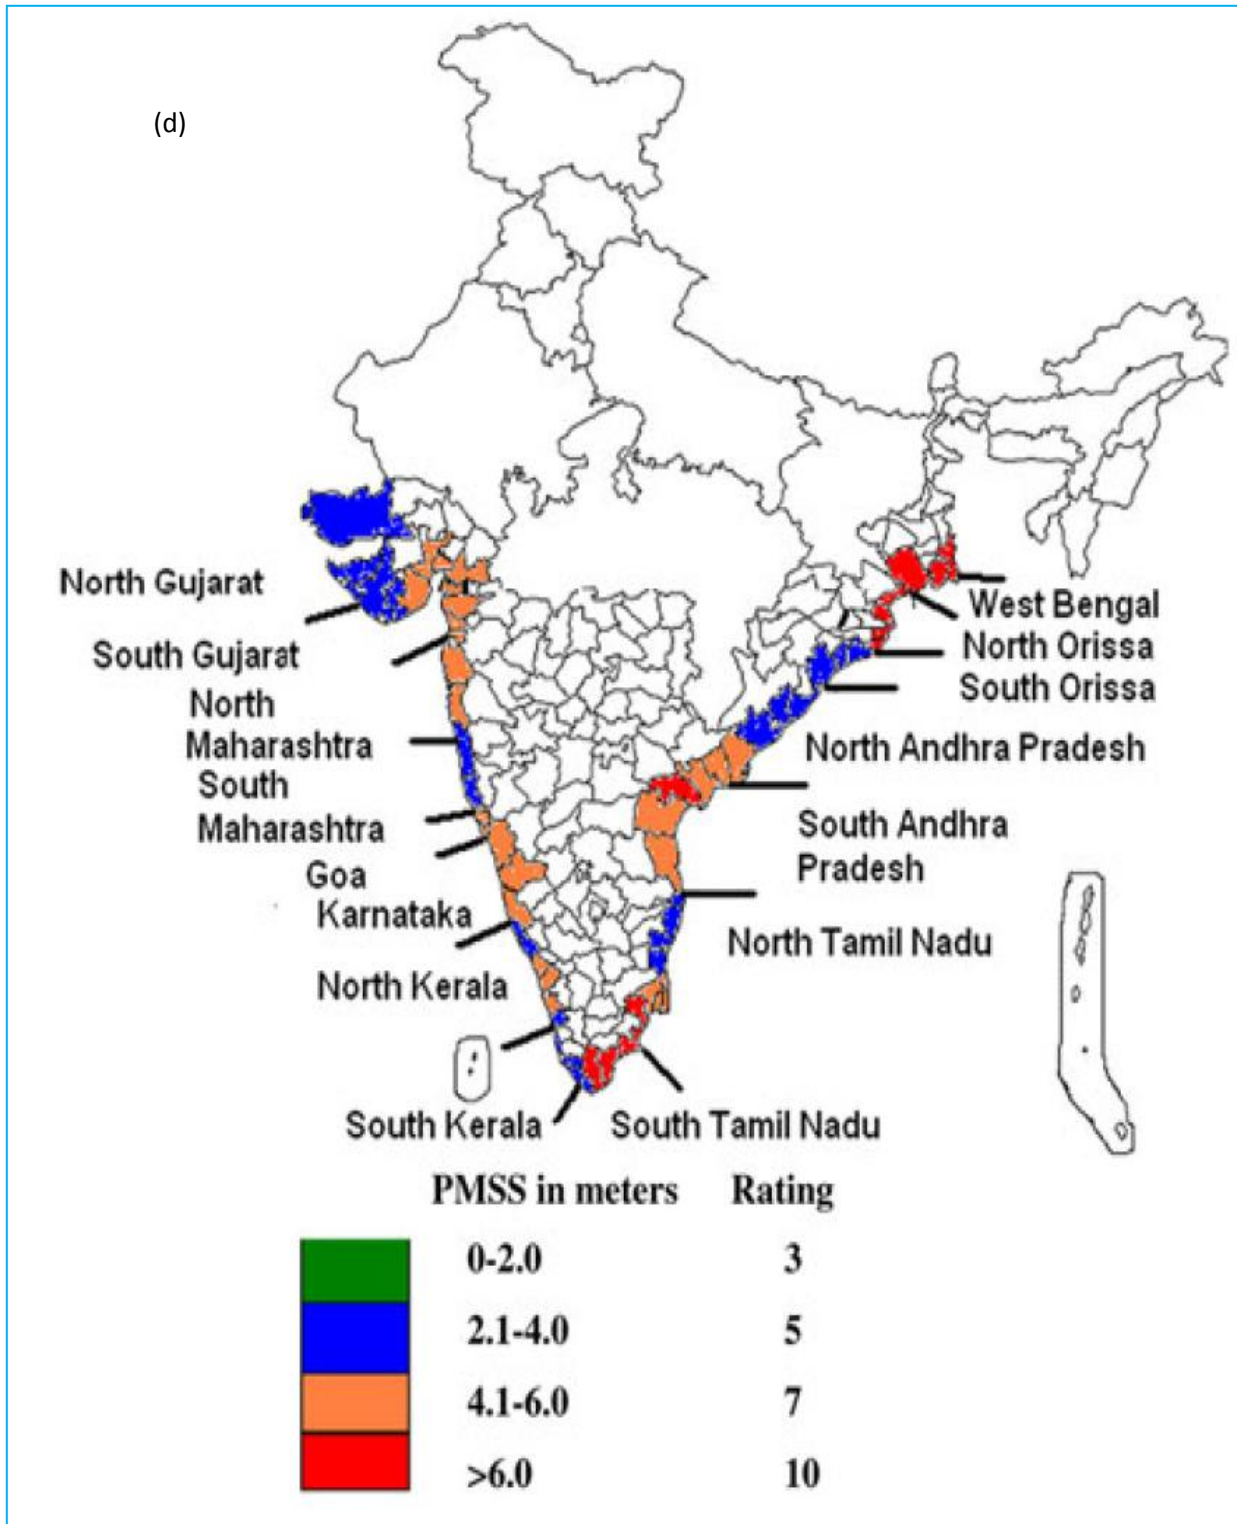 (d)
North Gujarat
South Gujarat
North
Maharashtra
South
Maharashtra
Goa
Karnataka
North Kerala
South Kerala
West Bengal
North Orissa
South Orissa
North Andhra Pradesh
South Andhra
Pradesh
North Tamil Nadu
South Tamil Nadu
PMSS in meters Rating
0-2.0 3
2.1-4.0 5
4.1-6.0 7
>6.0 10